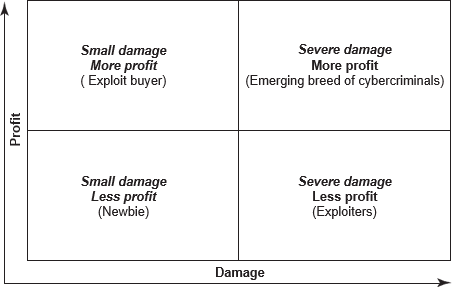 Small damage
More profit
( Exploit buyer)
Severe damage
More profit
(Emerging breed of cybercriminals)
Profit
Small damage
Less profit
(Newbie)
Severe damage
Less profit
(Exploiters)
Damage